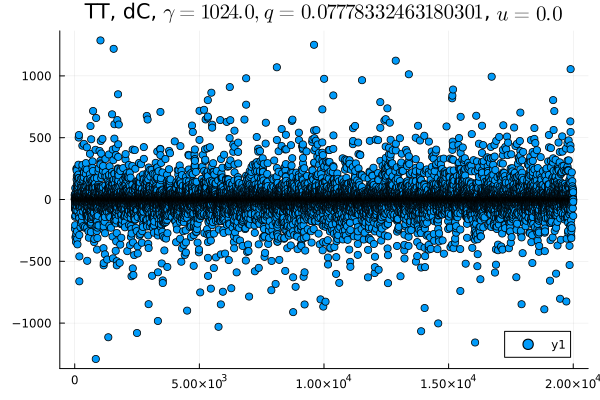 TT, dC, γ = 1024.0, q = 0.07778332463180301, u = 0.0
1000
500
0
−500
−1000
y1
0 5.00×10³ 1.00×10⁴ 1.50×10⁴ 2.00×10⁴